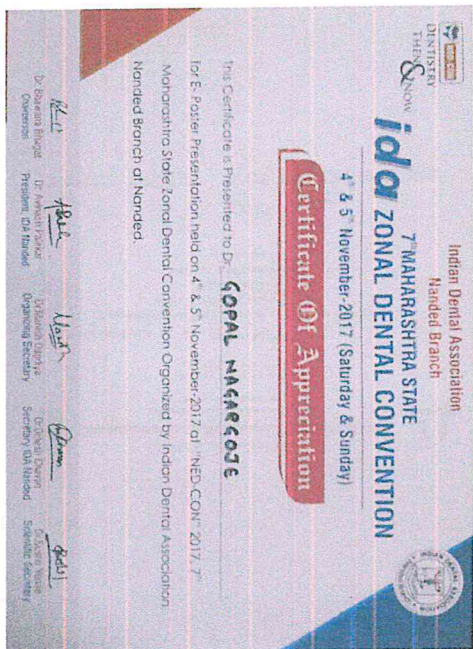 Indian Dental Association
Nanded Branch
DENTISTRY
THEN & NOW
7th MAHARASHTRA STATE
ida ZONAL DENTAL CONVENTION
4th & 5th November-2017 (Saturday & Sunday)
Certificate Of Appreciation
This Certificate is Presented to Dr. GOPAL NAGARGOJE
for E- Poster Presentation held on 4th & 5th November-2017 at "NED-CON" 2017, 7th
Maharashtra State Zonal Dental Convention Organized by Indian Dental Association
Nanded Branch at Nanded.
Dr. Bhawana Bhagat
Chairperson
President, IDA Nanded
Organizing Secretary
Secretary IDA Nanded
Scientific Secretary